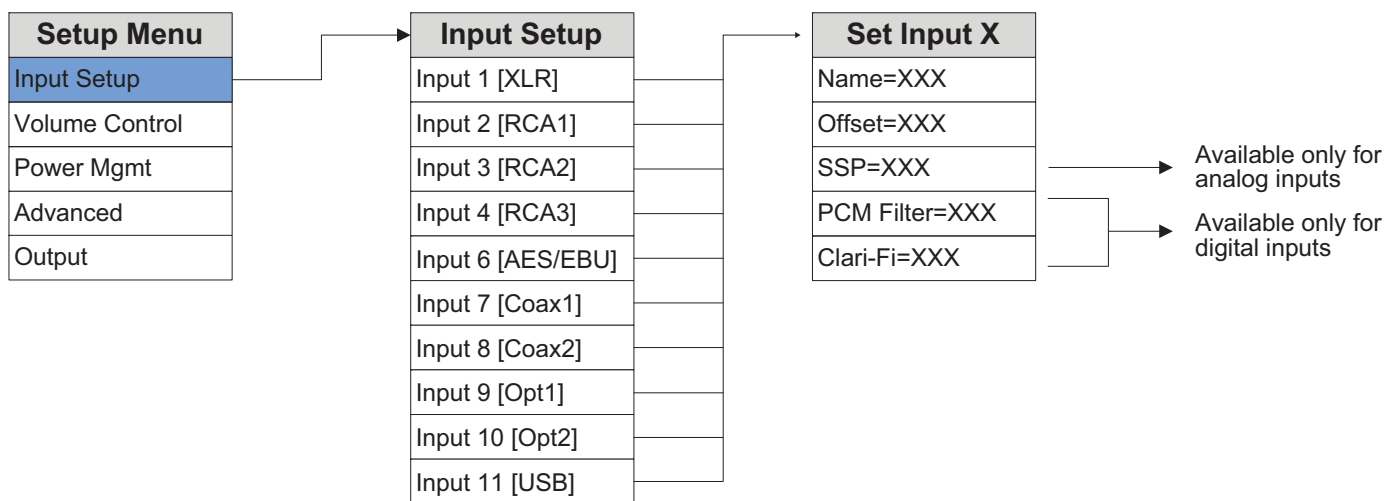 Setup Menu
Input Setup
Volume Control
Power Mgmt
Advanced
Output
Input Setup
Input 1 [XLR]
Input 2 [RCA1]
Input 3 [RCA2]
Input 4 [RCA3]
Input 6 [AES/EBU]
Input 7 [Coax1]
Input 8 [Coax2]
Input 9 [Opt1]
Input 10 [Opt2]
Input 11 [USB]
Set Input X
Name=XXX
Offset=XXX
SSP=XXX
PCM Filter=XXX
Clari-Fi=XXX
Available only for
analog inputs
Available only for
digital inputs